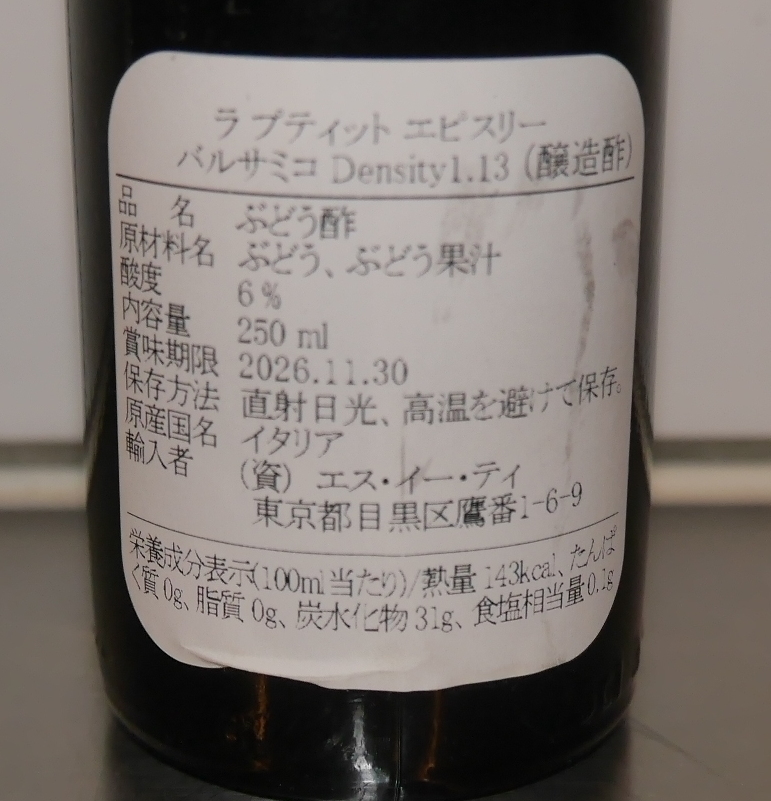 ラ プティット エピスリー
バルサミコ Density1.13 (醸造酢)
品 名 ぶどう酢
原材料名 ぶどう、ぶどう果汁
酸度 6%
内容量 250 ml
賞味期限 2026.11.30
保存方法 直射日光、高温を避けて保存。
原産国名 イタリア
輸入者 (資) エス・イー・ティ
東京都目黒区鷹番1-6-9
栄養成分表示(100ml当たり)/熱量 143kcal、たんぱ
く質 0g、脂質 0g、炭水化物 31g、食塩相当量0.1g